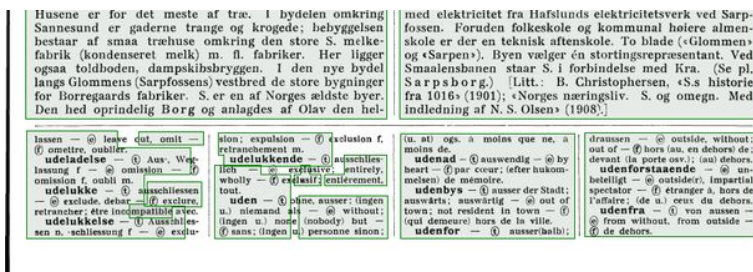 Husene er for det meste af træ. I bydelen omkring
Sannesund er gaderne trange og krogede; bebyggelsen
bestaar af smaa træhuse omkring den store S. melke-
fabrik (kondenseret melk) m. fl. fabriker. Her ligger
ogsaa toldboden, dampskibsbryggen. I den nye bydel
langs Glommens (Sarpfossens) vestbred de store bygninger
for Borregaards fabriker. S. er en af Norges ældste byer.
Den hed oprindelig Borg og anlagdes af Olav den hel-
med elektricitet fra Hafslunds elektricitetsverk ved Sarp-
fossen. Foruden folkeskole og kommunal høiere almen-
skole er der en teknisk aftenskole. To blade («Glommen»
og «Sarpen»). Byen vælger én stortingsrepræsentant. Ved
Smaalensbanen staar S. i forbindelse med Kra. (Se pl.
Sarpsborg.) [Litt.: B. Christophersen, «S.s historie
fra 1016» (1901); «Norges næringsliv. S. og omegn. Med
indledning af N. S. Olsen» (1908).]
lassen — (e) leave out, omit —
(f) omettre, oublier.
udeladelse — (t) Aus-, Weg-
lassung f — (e) omission — (f)
omission f, oubli m.
udelukke — (t) ausschliessen
— (e) exclude, debar — (f) exclure,
retrancher; être incompatible avec.
udelukkelse — (t) Ausschlies-
sen n, -schliessung f — (e) exclu-
sion; expulsion — (f) exclusion f,
retranchement m.
udelukkende — (t) ausschlies-
lich — (e) exclusive, entirely,
wholly — (f) exclusif; entièrement,
tout.
uden — (t) ohne, ausser; (ingen
u.) niemand als — (e) without;
(ingen u.) none (nobody) but —
(f) sans; (ingen u.) personne sinon;
(u. at) ogs. à moins que ne, à
moins de.
udenad — (t) auswendig — (e) by
heart — (f) par cœur; (efter hukom-
melsen) de mémoire.
udenbys — (t) ausser der Stadt;
auswärts; auswärtig — (e) out of
town; not resident in town — (f)
(qui demeure) hors de la ville.
udenfor — (t) ausser(halb);
draussen — (e) outside, without;
out of — (f) hors (au, en dehors) de;
devant (la porte osv.); (au) dehors.
udenforstaaende — (e) un-
beteiligt — (e) outside(r), impartial
spectator — (f) étranger à, hors de
l'affaire; (de u.) ceux du dehors.
udenfra — (t) von aussen —
(e) from without, from outside —
(f) de dehors.